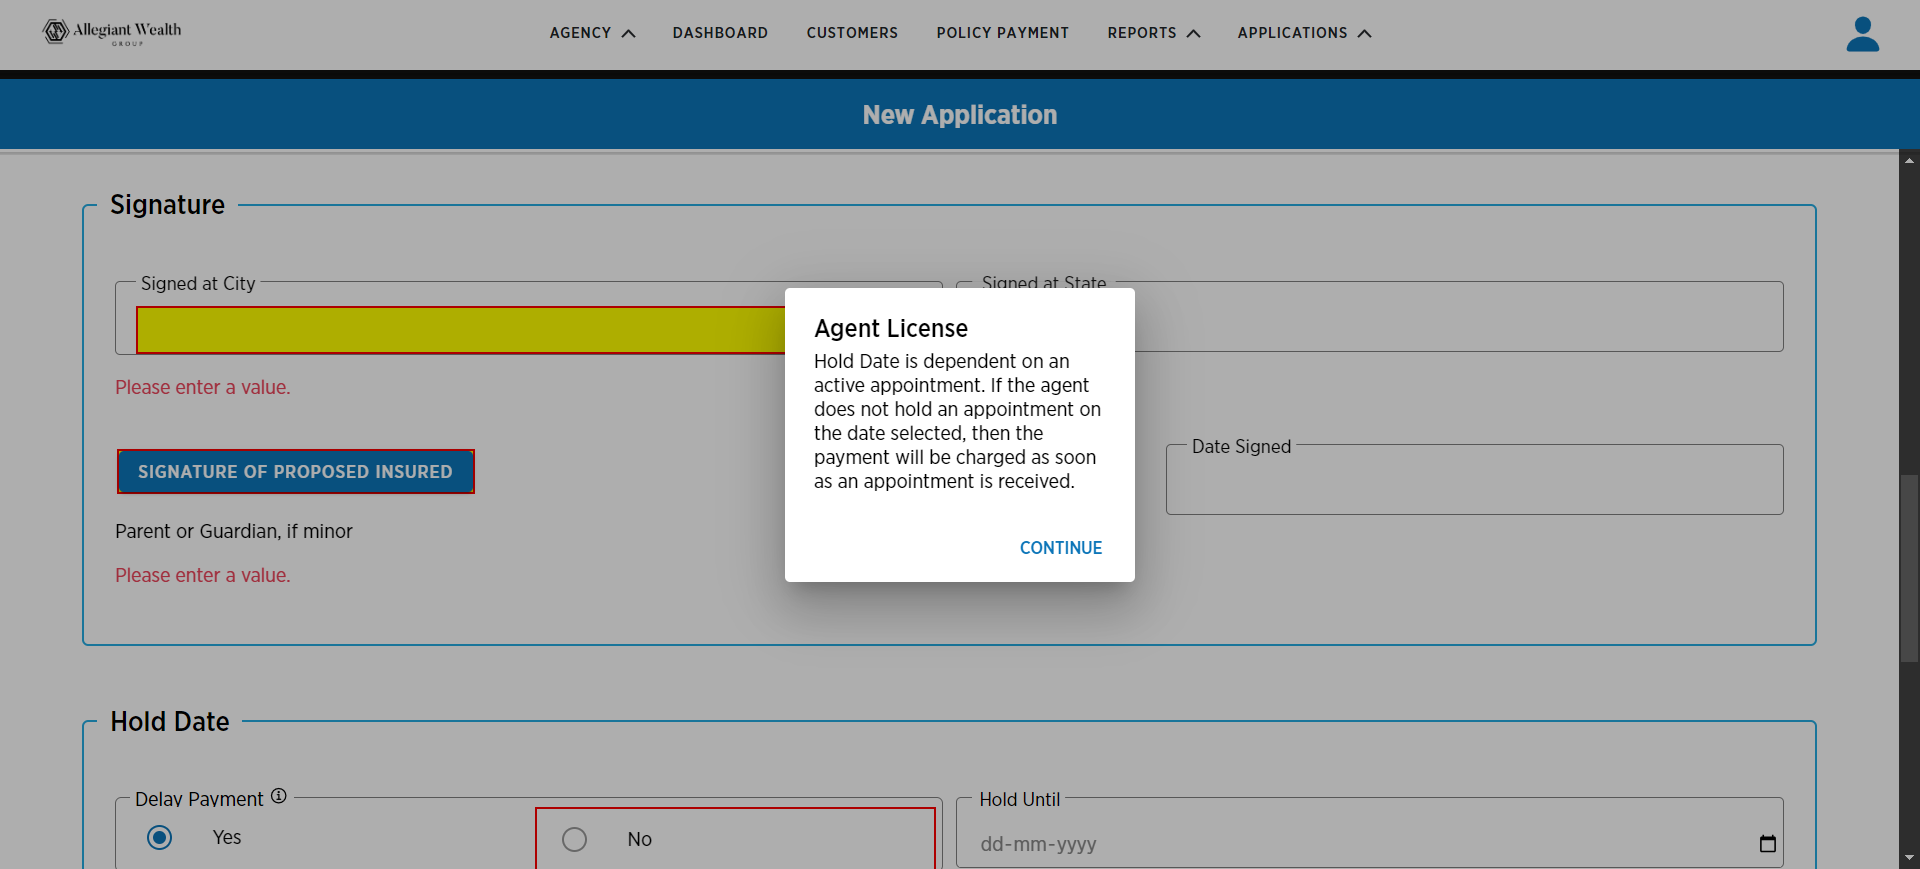 Allegiant Wealth
GROUP
AGENCY DASHBOARD CUSTOMERS POLICY PAYMENT REPORTS APPLICATIONS
New Application
Signature
Signed at City
Signed at State
Please enter a value.
SIGNATURE OF PROPOSED INSURED
Date Signed
Parent or Guardian, if minor
Please enter a value.
Agent License
Hold Date is dependent on an
active appointment. If the agent
does not hold an appointment on
the date selected, then the
payment will be charged as soon
as an appointment is received.
CONTINUE
Hold Date
Delay Payment
Yes
No
Hold Until
dd-mm-yyyy